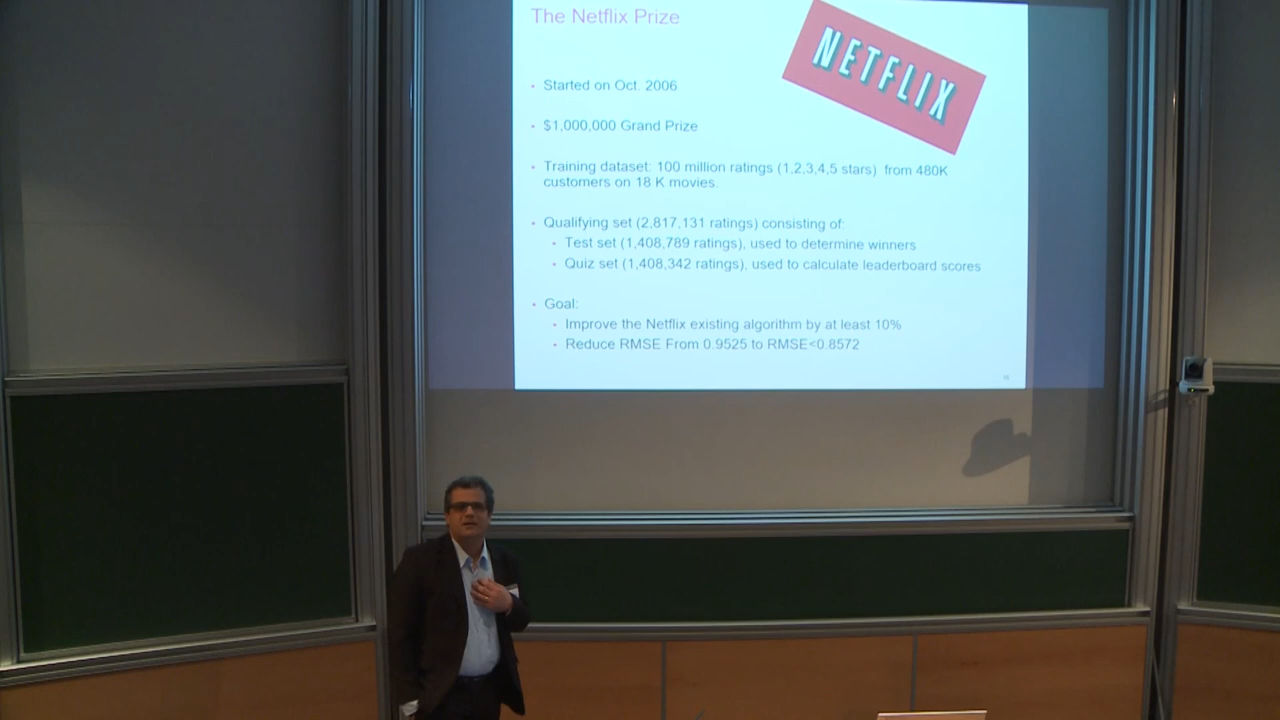 The Netflix Prize
NETFLIX
Started on Oct. 2006
$1,000,000 Grand Prize
Training dataset: 100 million ratings (1,2,3,4,5 stars) from 480K
customers on 18 K movies.
Qualifying set (2,817,131 ratings) consisting of:
Test set (1,408,789 ratings), used to determine winners
Quiz set (1,408,342 ratings), used to calculate leaderboard scores
Goal:
Improve the Netflix existing algorithm by at least 10%
Reduce RMSE From 0.9525 to RMSE<0.8572